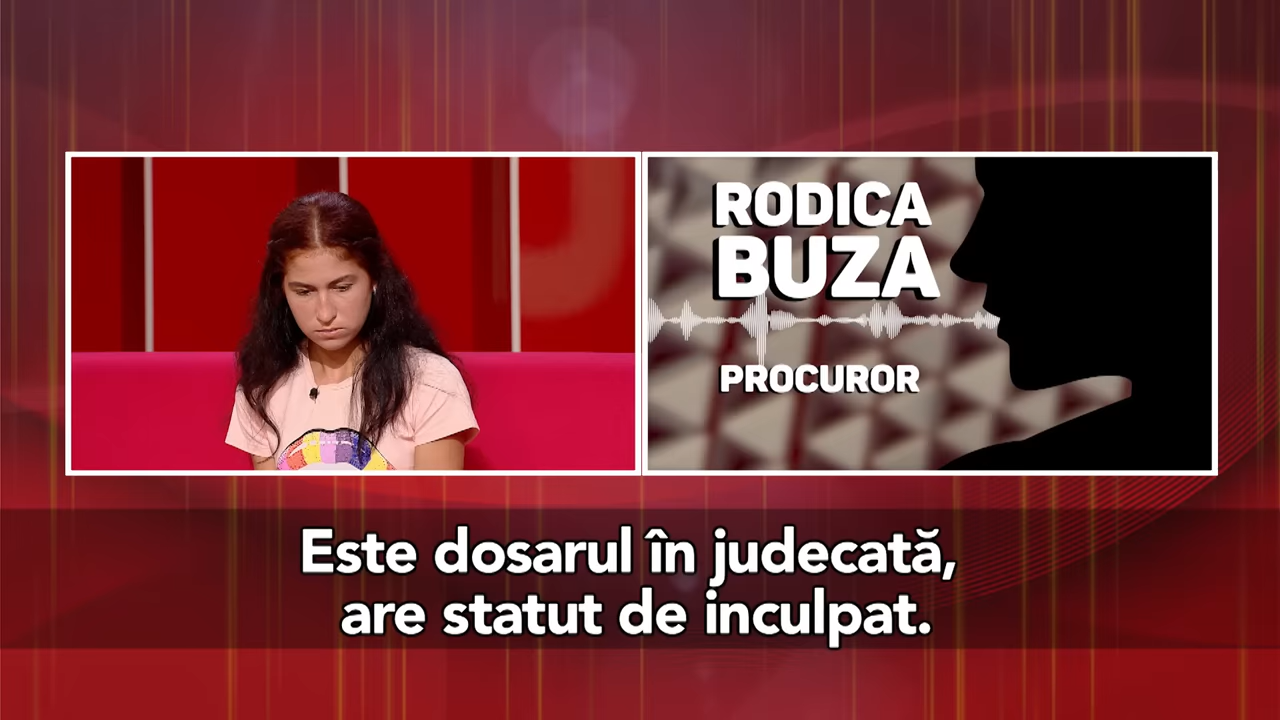 RODICA
BUZA
PROCUROR
Este dosarul în judecată,
are statut de inculpat.